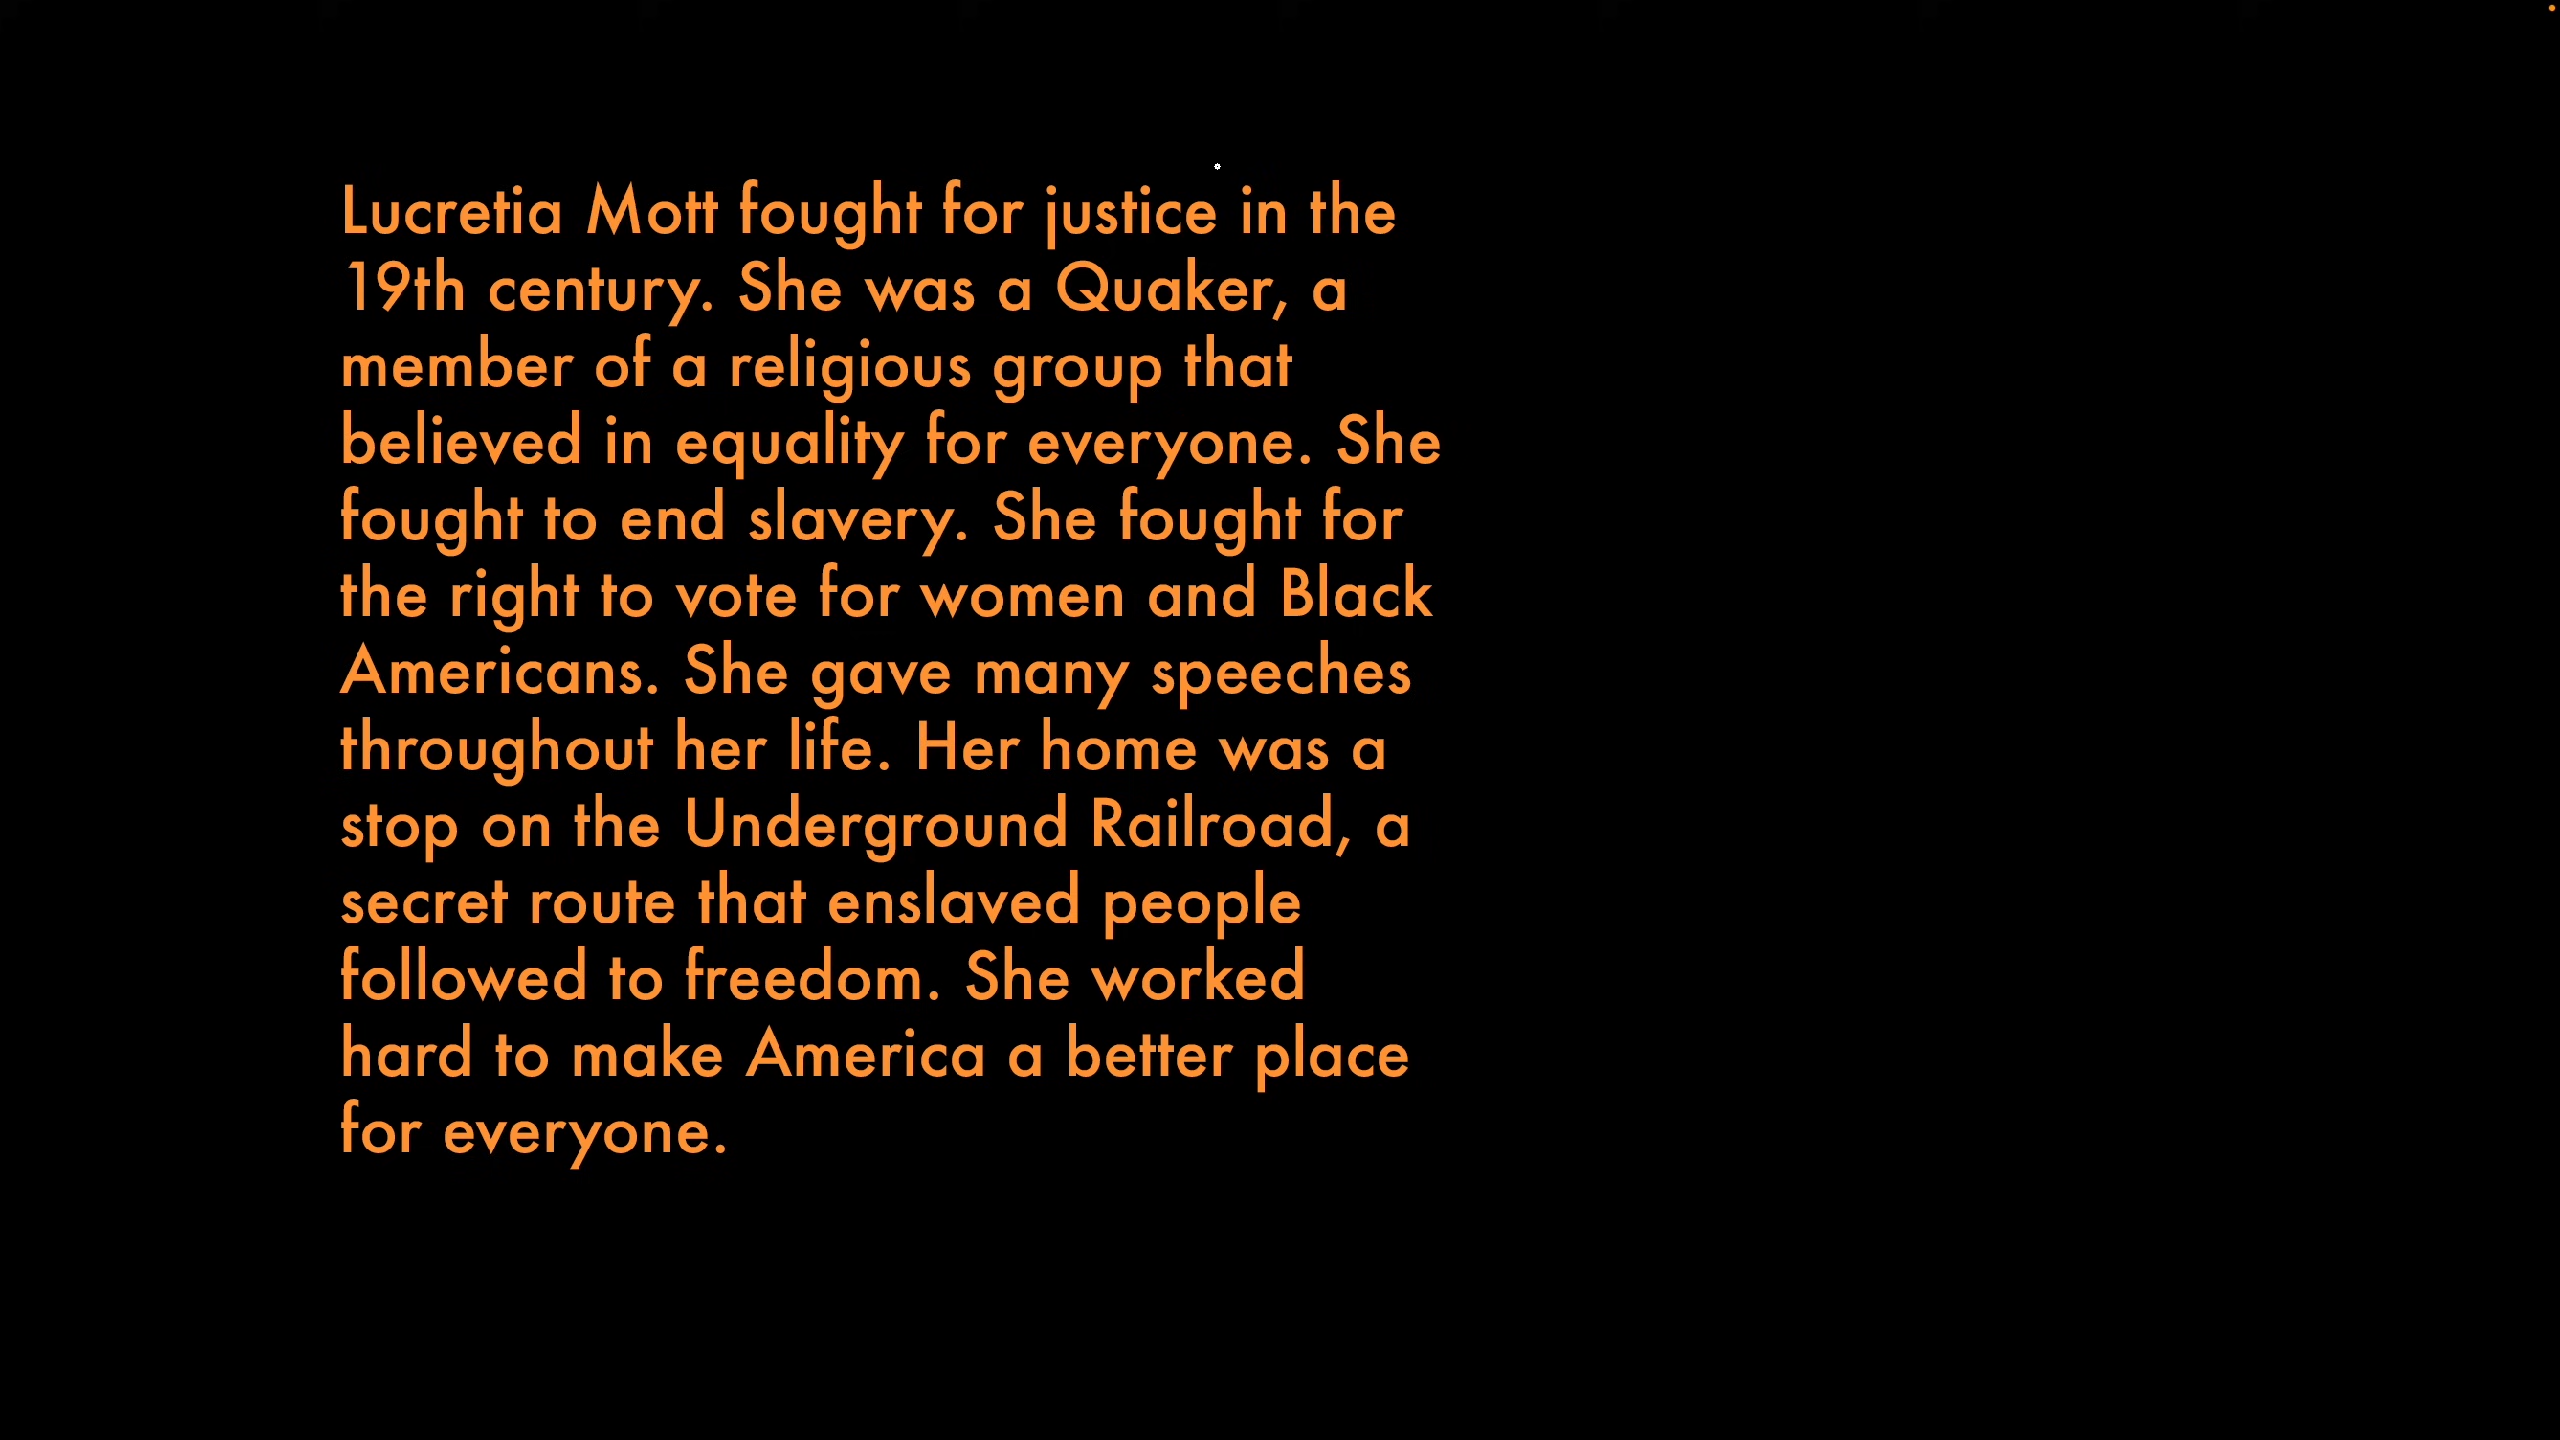 Lucretia Mott fought for justice in the
19th century. She was a Quaker, a
member of a religious group that
believed in equality for everyone. She
fought to end slavery. She fought for
the right to vote for women and Black
Americans. She gave many speeches
throughout her life. Her home was a
stop on the Underground Railroad, a
secret route that enslaved people
followed to freedom. She worked
hard to make America a better place
for everyone.